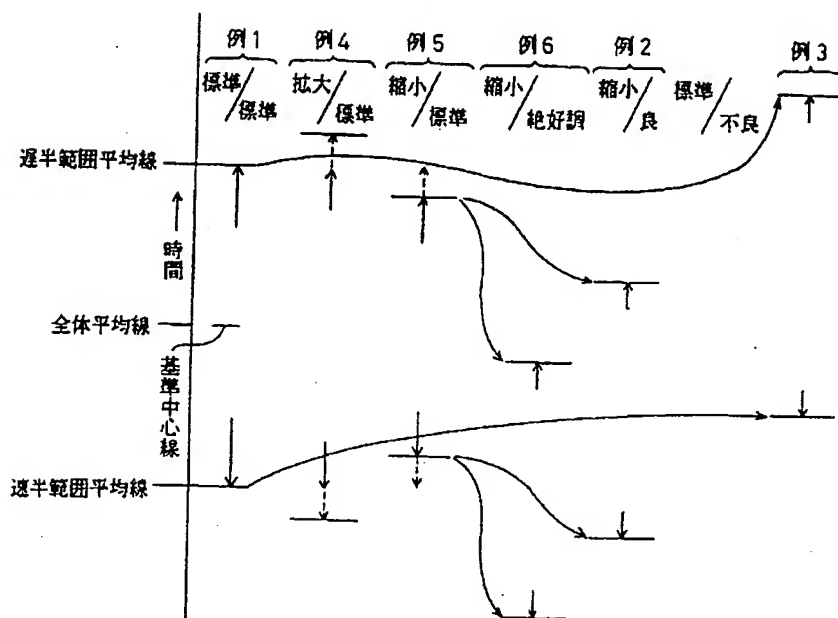 例1 例4 例5 例6 例2 例3
標準/標準 拡大/標準 縮小/標準 縮小/絶好調 縮小/良 標準/不良
遅半範囲平均線
時間
全体平均線
基準中心線
速半範囲平均線